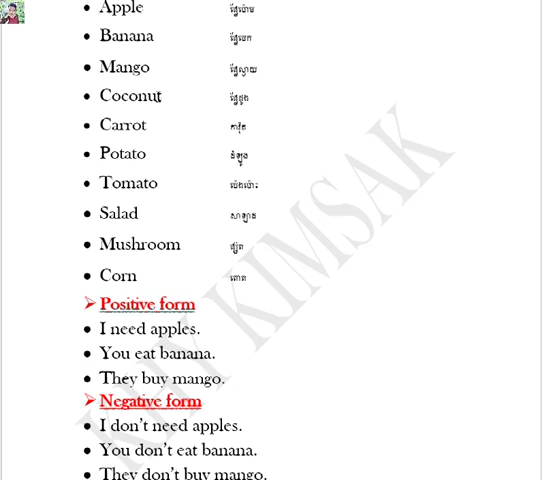 Apple ផ្លែប៉ោម
Banana ផ្លែចេក
Mango ផ្លែស្វាយ
Coconut ផ្លែដូង
Carrot ការ៉ុត
Potato ដំឡូង
Tomato ប៉េងប៉ោះ
Salad សាឡាដ
Mushroom ផ្សិត
Corn ពោត
Positive form
I need apples.
You eat banana.
They buy mango.
Negative form
I don't need apples.
You don't eat banana.
They don't buy mango.
KHY KIMSAK